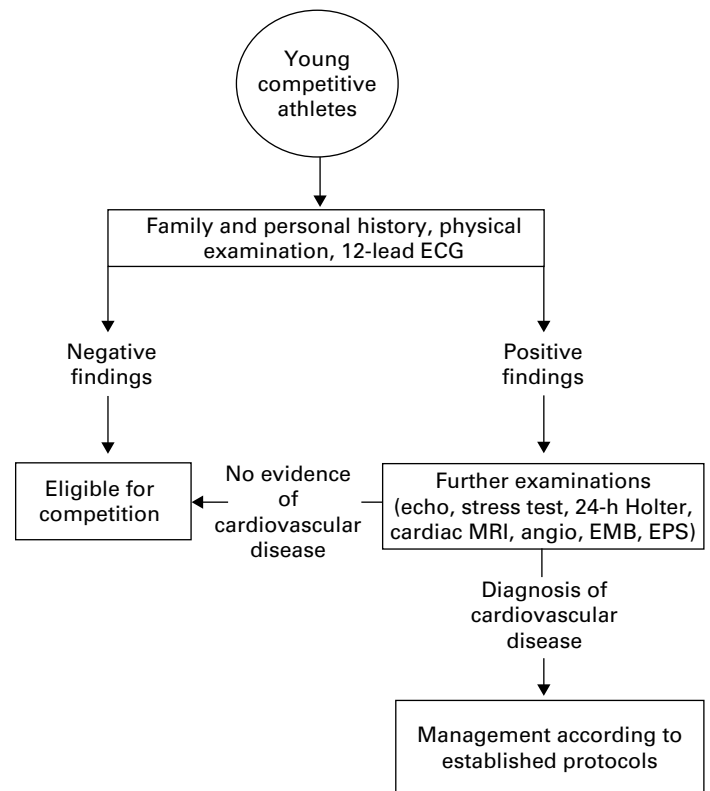 Young
competitive
athletes
Family and personal history, physical
examination, 12-lead ECG
Negative
findings
Positive
findings
Eligible for
competition
No evidence
of
cardiovascular
disease
Further examinations
(echo, stress test, 24-h Holter,
cardiac MRI, angio, EMB, EPS)
Diagnosis of
cardiovascular
disease
Management according to
established protocols